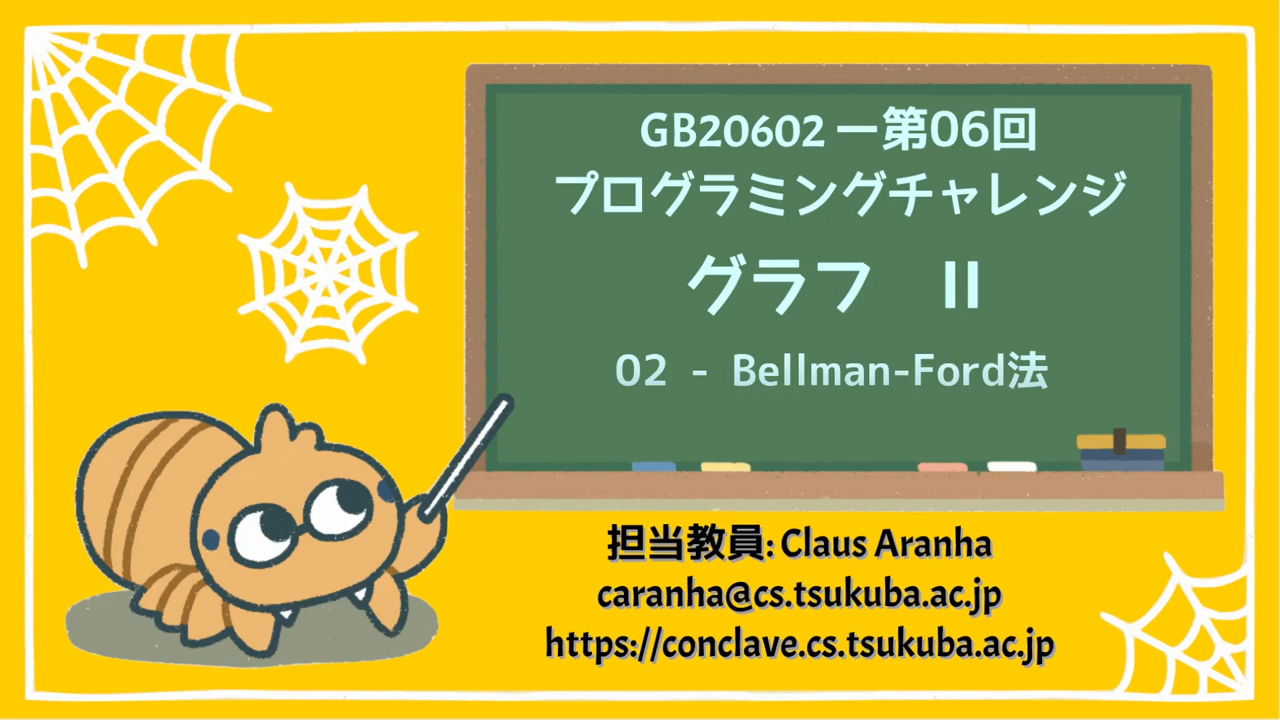 GB20602 ー第06回
プログラミングチャレンジ
グラフ　II
02 - Bellman-Ford法
担当教員: Claus Aranha
caranha@cs.tsukuba.ac.jp
https://conclave.cs.tsukuba.ac.jp